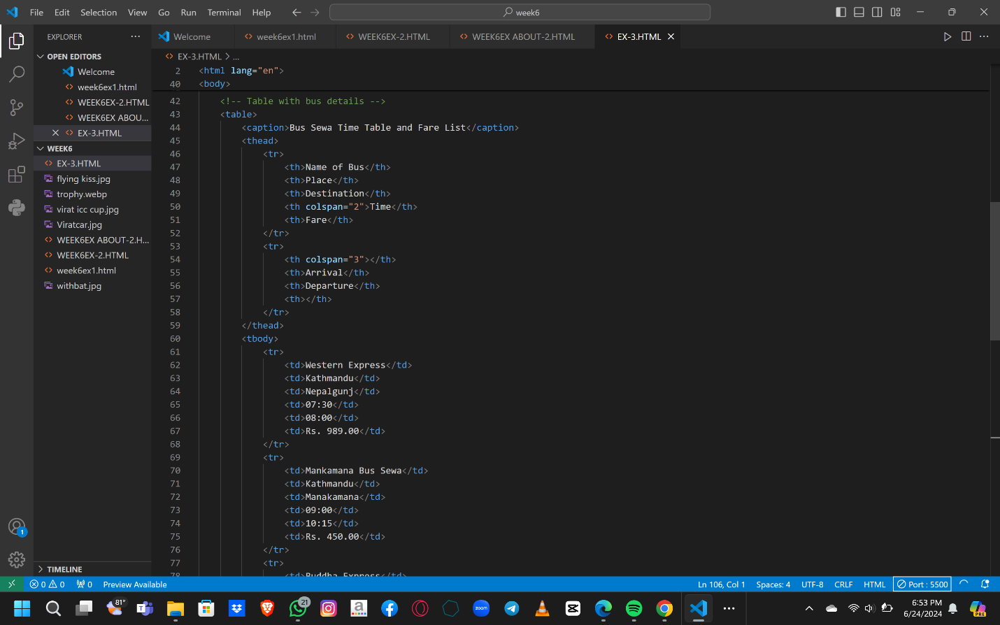 File Edit Selection View Go Run Terminal Help
week6
EXPLORER
Welcome
week6ex1.html
WEEK6EX-2.HTML
WEEK6EX ABOUT-2.HTML
EX-3.HTML
OPEN EDITORS
Welcome
week6ex1.html
WEEK6EX-2.HTML
WEEK6EX ABOU...
EX-3.HTML
WEEK6
EX-3.HTML
flying kiss.jpg
trophy.webp
virat icc cup.jpg
Viratcar.jpg
WEEK6EX ABOUT-2.H...
WEEK6EX-2.HTML
week6ex1.html
withbat.jpg
TIMELINE
EX-3.HTML > ...
2 <html lang="en">
40 <body>
42 <!-- Table with bus details -->
43 <table>
44 <caption>Bus Sewa Time Table and Fare List</caption>
45 <thead>
46 <tr>
47 <th>Name of Bus</th>
48 <th>Place</th>
49 <th>Destination</th>
50 <th colspan="2">Time</th>
51 <th>Fare</th>
52 </tr>
53 <tr>
54 <th colspan="3"></th>
55 <th>Arrival</th>
56 <th>Departure</th>
57 <th></th>
58 </tr>
59 </thead>
60 <tbody>
61 <tr>
62 <td>Western Express</td>
63 <td>Kathmandu</td>
64 <td>Nepalgunj</td>
65 <td>07:30</td>
66 <td>08:00</td>
67 <td>Rs. 989.00</td>
68 </tr>
69 <tr>
70 <td>Mankamana Bus Sewa</td>
71 <td>Kathmandu</td>
72 <td>Manakamana</td>
73 <td>09:00</td>
74 <td>10:15</td>
75 <td>Rs. 450.00</td>
76 </tr>
77 <tr>
78 <td>Buddha Express</td>
1
0 0 0 Preview Available
Ln 106, Col 1 Spaces: 4 UTF-8 CRLF HTML Port : 5500
81°
T
21
a
zoom
6:53 PM
6/24/2024
PRE